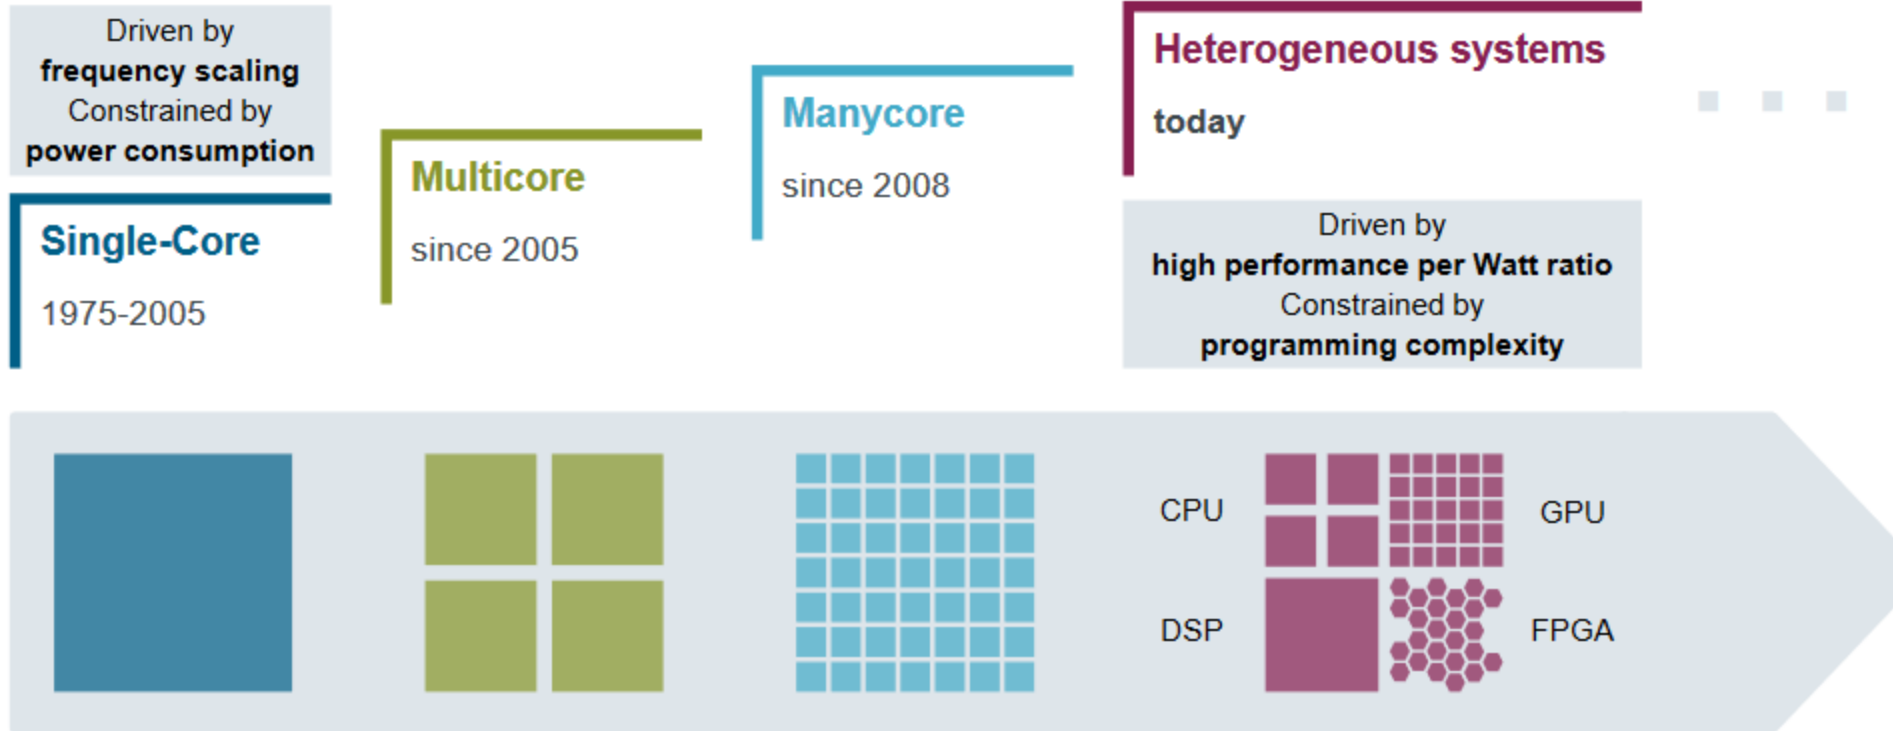 Driven by
frequency scaling
Constrained by
power consumption
Single-Core
1975-2005
Multicore
since 2005
Manycore
since 2008
Heterogeneous systems
today
Driven by
high performance per Watt ratio
Constrained by
programming complexity
CPU
GPU
DSP
FPGA